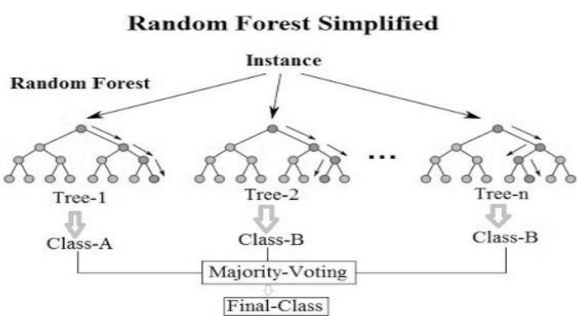 Random Forest Simplified
Instance
Random Forest
...
Tree-1
Tree-2
Tree-n
Class-A
Class-B
Class-B
Majority-Voting
Final-Class